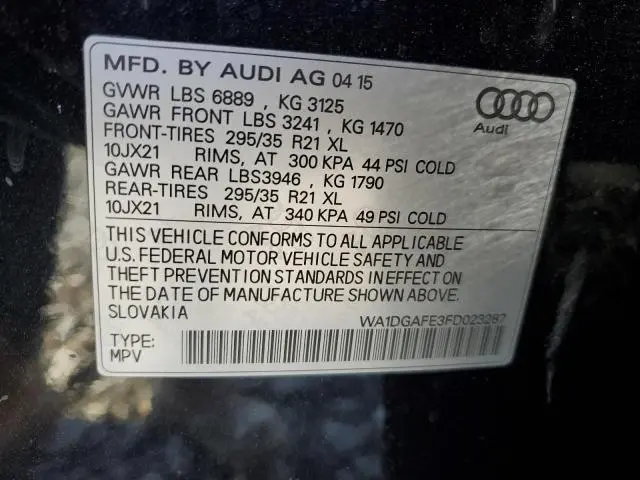 MFD. BY AUDI AG 04 15
GVWR LBS 6889 , KG 3125
GAWR FRONT LBS 3241 , KG 1470
FRONT-TIRES 295/35 R21 XL
10JX21 RIMS, AT 300 KPA 44 PSI COLD
GAWR REAR LBS3946 , KG 1790
REAR-TIRES 295/35 R21 XL
10JX21 RIMS, AT 340 KPA 49 PSI COLD
Audi
THIS VEHICLE CONFORMS TO ALL APPLICABLE
U.S. FEDERAL MOTOR VEHICLE SAFETY AND
THEFT PREVENTION STANDARDS IN EFFECT ON
THE DATE OF MANUFACTURE SHOWN ABOVE.
SLOVAKIA
WA1DGAFE3FD023287
TYPE:
MPV